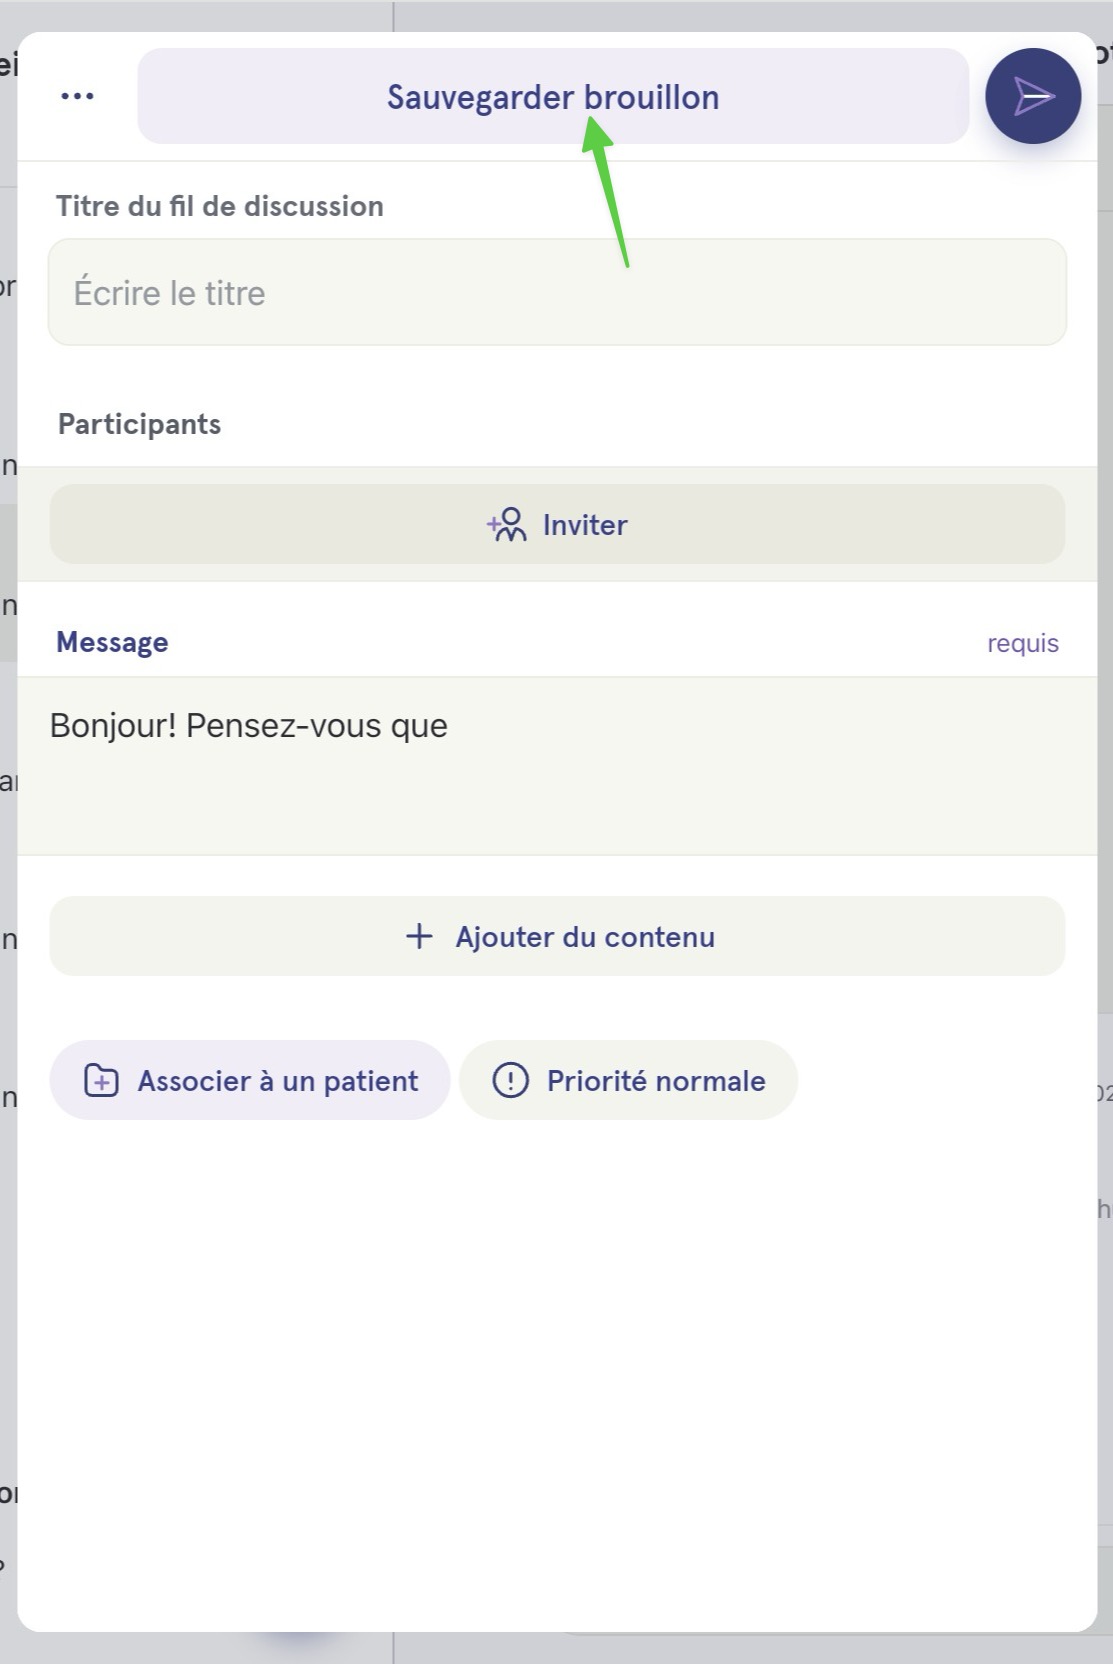 Sauvegarder brouillon
Titre du fil de discussion
Écrire le titre
Participants
Inviter
Message
requis
Bonjour! Pensez-vous que
Ajouter du contenu
Associer à un patient
Priorité normale